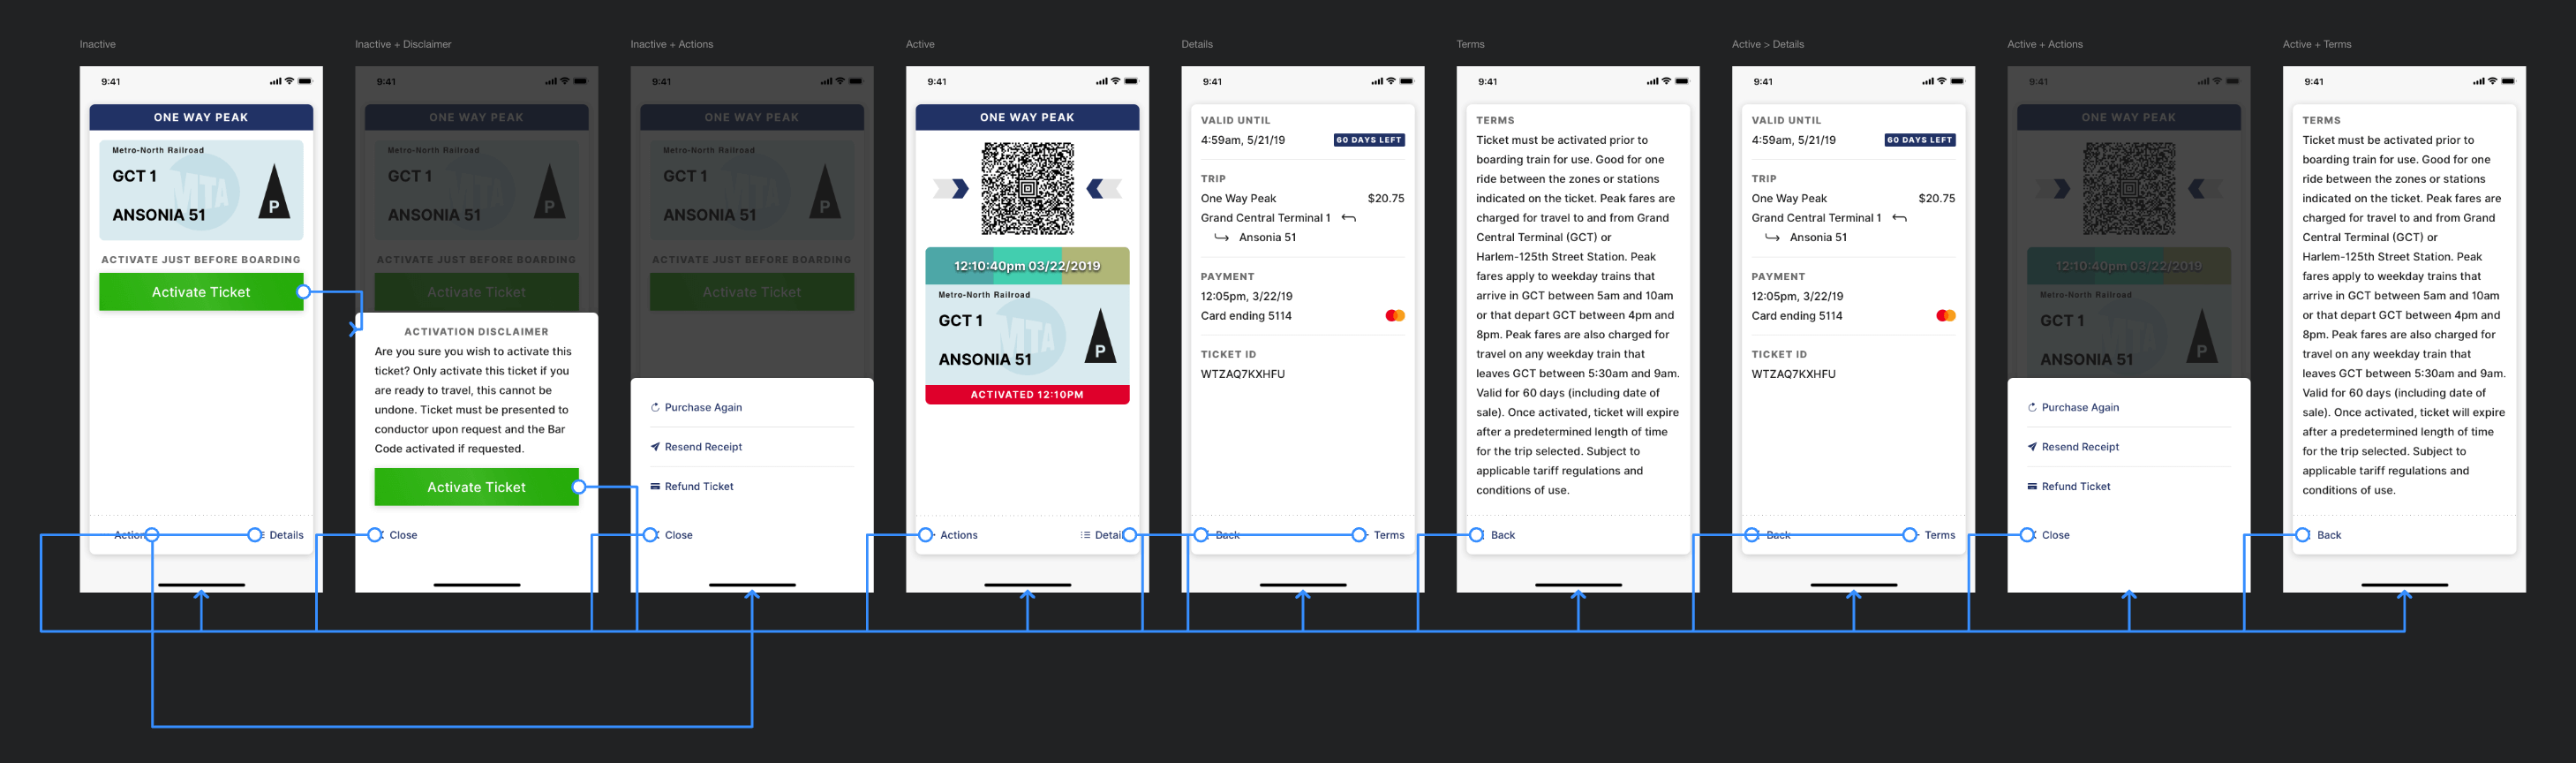 Inactive
9:41
ONE WAY PEAK
Metro-North Railroad
GCT 1
MTA
ANSONIA 51
P
ACTIVATE JUST BEFORE BOARDING
Activate Ticket
Actions
Details
Inactive + Disclaimer
9:41
ONE WAY PEAK
Metro-North Railroad
GCT 1
MTA
ANSONIA 51
P
ACTIVATE JUST BEFORE BOARDING
Activate Ticket
ACTIVATION DISCLAIMER
Are you sure you wish to activate this
ticket? Only activate this ticket if you
are ready to travel, this cannot be
undone. Ticket must be presented to
conductor upon request and the Bar
Code activated if requested.
Activate Ticket
Close
Inactive + Actions
9:41
ONE WAY PEAK
Metro-North Railroad
GCT 1
MTA
ANSONIA 51
P
ACTIVATE JUST BEFORE BOARDING
Activate Ticket
Purchase Again
Resend Receipt
Refund Ticket
Close
Active
9:41
ONE WAY PEAK
12:10:40pm 03/22/2019
Metro-North Railroad
GCT 1
MTA
ANSONIA 51
P
ACTIVATED 12:10PM
Actions
Details
Details
9:41
VALID UNTIL
4:59am, 5/21/19
60 DAYS LEFT
TRIP
One Way Peak $20.75
Grand Central Terminal 1
Ansonia 51
PAYMENT
12:05pm, 3/22/19
Card ending 5114
TICKET ID
WTZAQ7KXHFU
Back
Terms
Terms
9:41
TERMS
Ticket must be activated prior to
boarding train for use. Good for one
ride between the zones or stations
indicated on the ticket. Peak fares are
charged for travel to and from Grand
Central Terminal (GCT) or
Harlem-125th Street Station. Peak
fares apply to weekday trains that
arrive in GCT between 5am and 10am
or that depart GCT between 4pm and
8pm. Peak fares are also charged for
travel on any weekday train that
leaves GCT between 5:30am and 9am.
Valid for 60 days (including date of
sale). Once activated, ticket will expire
after a predetermined length of time
for the trip selected. Subject to
applicable tariff regulations and
conditions of use.
Back
Active > Details
9:41
VALID UNTIL
4:59am, 5/21/19
60 DAYS LEFT
TRIP
One Way Peak $20.75
Grand Central Terminal 1
Ansonia 51
PAYMENT
12:05pm, 3/22/19
Card ending 5114
TICKET ID
WTZAQ7KXHFU
Back
Terms
Active + Actions
9:41
ONE WAY PEAK
12:10:40pm 03/22/2019
Metro-North Railroad
GCT 1
MTA
ANSONIA 51
P
Purchase Again
Resend Receipt
Refund Ticket
Close
Active + Terms
9:41
TERMS
Ticket must be activated prior to
boarding train for use. Good for one
ride between the zones or stations
indicated on the ticket. Peak fares are
charged for travel to and from Grand
Central Terminal (GCT) or
Harlem-125th Street Station. Peak
fares apply to weekday trains that
arrive in GCT between 5am and 10am
or that depart GCT between 4pm and
8pm. Peak fares are also charged for
travel on any weekday train that
leaves GCT between 5:30am and 9am.
Valid for 60 days (including date of
sale). Once activated, ticket will expire
after a predetermined length of time
for the trip selected. Subject to
applicable tariff regulations and
conditions of use.
Back